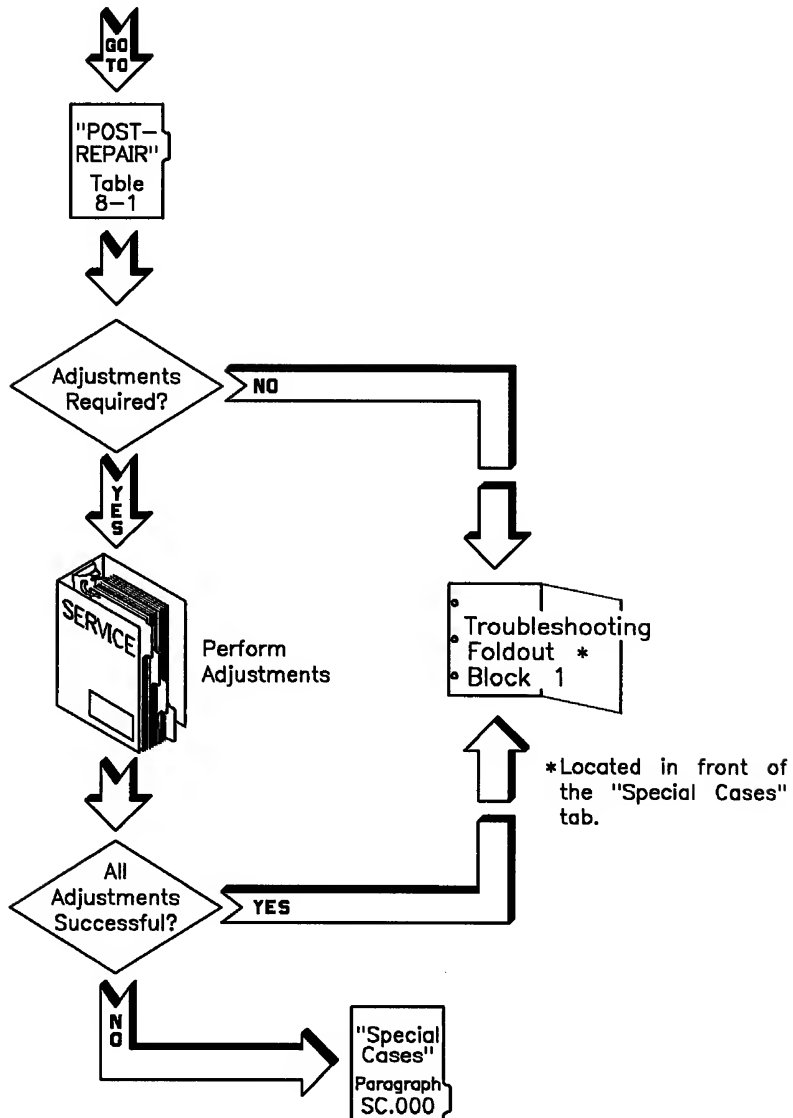 GO
TO
"POST-
REPAIR"
Table
8-1
Adjustments
Required?
NO
YES
SERVICE
Perform
Adjustments
Troubleshooting
Foldout *
Block 1
*Located in front of
the "Special Cases"
tab.
All
Adjustments
Successful?
YES
NO
"Special
Cases"
Paragraph
SC.000